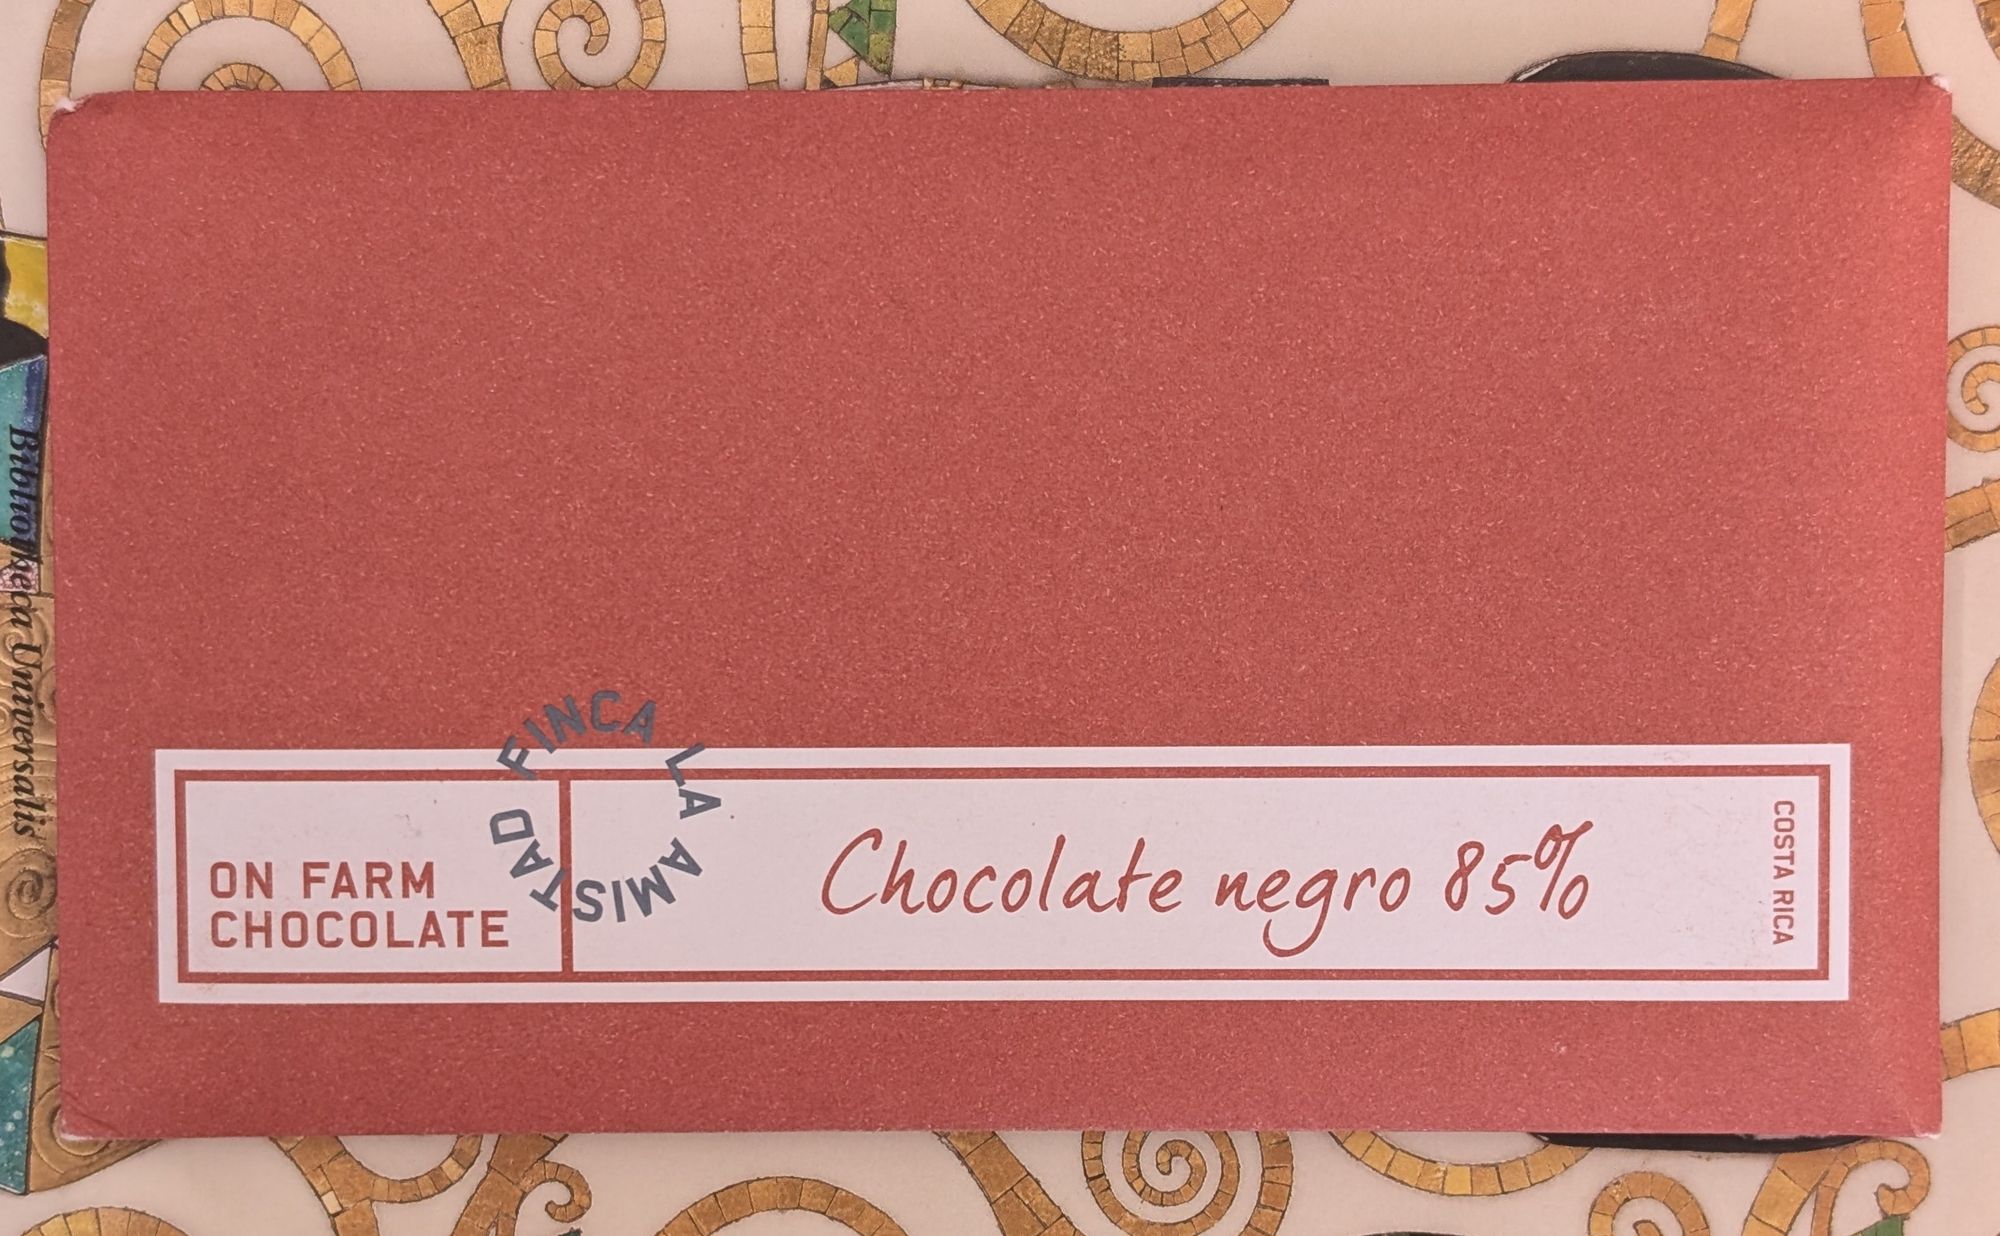 FINCA LA AMISTAD
ON FARM
CHOCOLATE
Chocolate negro 85%
COSTA RICA
Bibliotheca Universalis